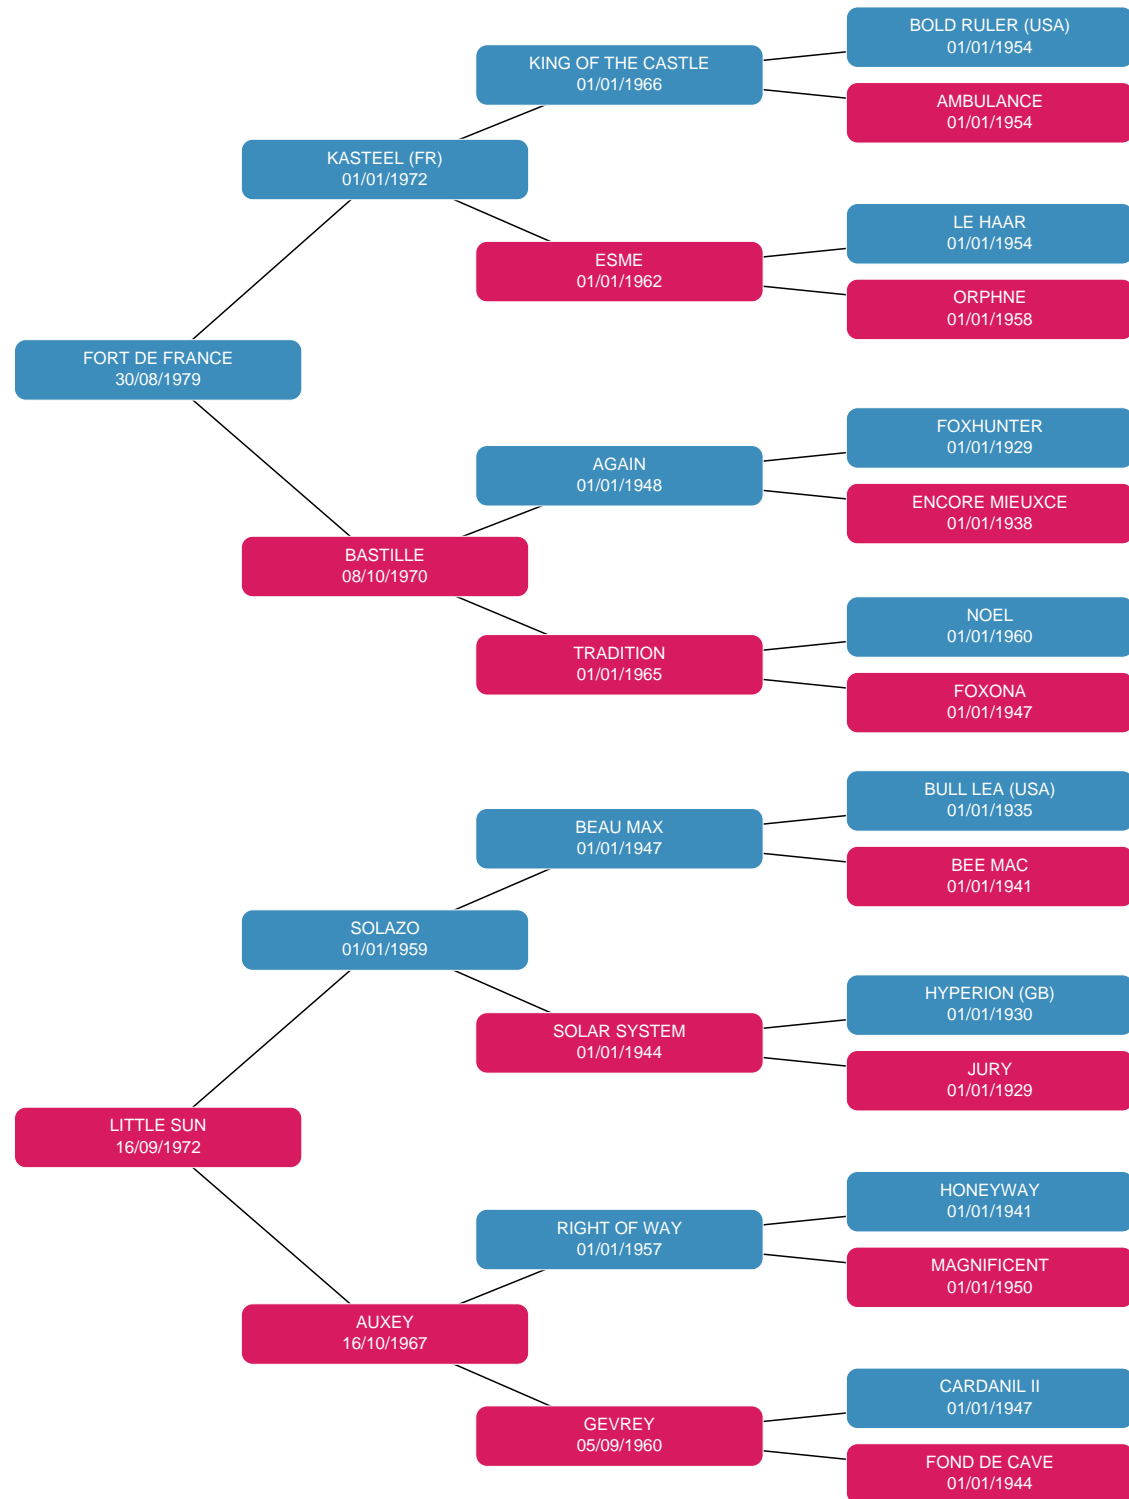 BOLD RULER (USA)
01/01/1954
KING OF THE CASTLE
01/01/1966
AMBULANCE
01/01/1954
KASTEEL (FR)
01/01/1972
LE HAAR
01/01/1954
ESME
01/01/1962
ORPHNE
01/01/1958
FORT DE FRANCE
30/08/1979
FOXHUNTER
01/01/1929
AGAIN
01/01/1948
ENCORE MIEUXCE
01/01/1938
BASTILLE
08/10/1970
NOEL
01/01/1960
TRADITION
01/01/1965
FOXONA
01/01/1947
BULL LEA (USA)
01/01/1935
BEAU MAX
01/01/1947
BEE MAC
01/01/1941
SOLAZO
01/01/1959
HYPERION (GB)
01/01/1930
SOLAR SYSTEM
01/01/1944
JURY
01/01/1929
LITTLE SUN
16/09/1972
HONEYWAY
01/01/1941
RIGHT OF WAY
01/01/1957
MAGNIFICENT
01/01/1950
AUXEY
16/10/1967
CARDANIL II
01/01/1947
GEVREY
05/09/1960
FOND DE CAVE
01/01/1944